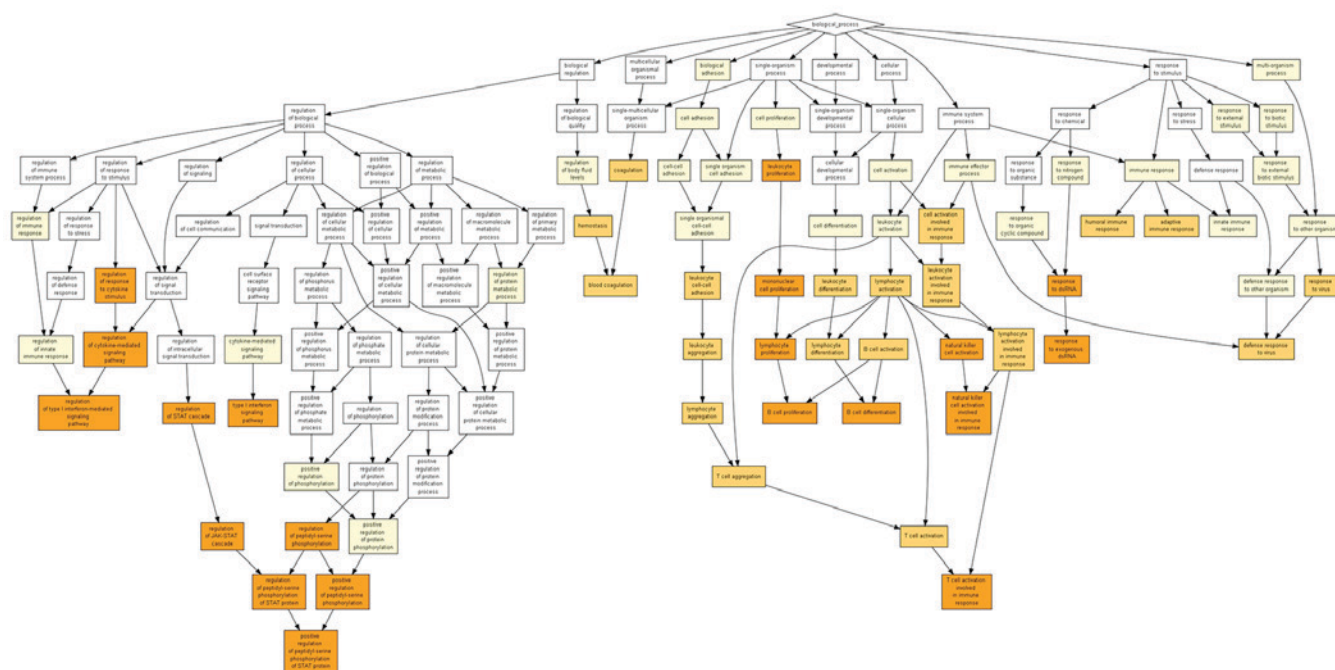 biological_process
biological
regulation
multicellular
organismal
process
biological
adhesion
single-organism
process
developmental
process
cellular
process
response
to stimulus
multi-organism
process
regulation
of biological
process
regulation
of biological
quality
single-multicellular
organism
process
cell adhesion
cell proliferation
single-organism
developmental
process
single-organism
cellular
process
immune system
process
response
to chemical
response
to stress
response
to external
stimulus
response
to biotic
stimulus
regulation
of immune
system process
regulation
of response
to stimulus
regulation
of signaling
regulation
of cellular
process
positive
regulation
of biological
process
regulation
of metabolic
process
regulation
of body fluid
levels
coagulation
cell-cell
adhesion
single organism
cell adhesion
leukocyte
proliferation
cellular
developmental
process
cell activation
immune effector
process
response
to organic
substance
response
to nitrogen
compound
immune response
defense response
response
to external
biotic stimulus
regulation
of immune
response
regulation
of response
to stress
regulation
of cell communication
signal transduction
regulation
of cellular
metabolic process
positive
regulation
of cellular
process
positive
regulation
of metabolic
process
regulation
of macromolecule
metabolic
process
regulation
of primary
metabolic
process
hemostasis
single organismal
cell-cell
adhesion
cell differentiation
leukocyte
activation
cell activation
involved
in immune
response
response
to organic
cyclic compound
humoral immune
response
adaptive
immune response
innate immune
response
response
to other organism
regulation
of defense
response
regulation
of response
to cytokine
stimulus
regulation
of signal
transduction
cell surface
receptor
signaling
pathway
regulation
of phosphorus
metabolic
process
positive
regulation
of cellular
metabolic
process
positive
regulation
of macromolecule
metabolic
process
regulation
of protein
metabolic
process
blood coagulation
leukocyte
cell-cell
adhesion
mononuclear
cell proliferation
leukocyte
differentiation
lymphocyte
activation
leukocyte
activation
involved
in immune
response
response
to dsRNA
defense response
to other organism
response
to virus
regulation
of innate
immune response
regulation
of cytokine-mediated
signaling
pathway
regulation
of intracellular
signal transduction
cytokine-mediated
signaling
pathway
positive
regulation
of phosphorus
metabolic
process
regulation
of phosphate
metabolic
process
regulation
of cellular
protein metabolic
process
positive
regulation
of protein
metabolic
process
leukocyte
aggregation
lymphocyte
proliferation
lymphocyte
differentiation
B cell activation
natural killer
cell activation
lymphocyte
activation
involved
in immune
response
response
to exogenous
dsRNA
defense response
to virus
regulation
of type I interferon-mediated
signaling
pathway
regulation
of STAT cascade
type I interferon
signaling
pathway
positive
regulation
of phosphate
metabolic
process
regulation
of phosphorylation
regulation
of protein
modification
process
positive
regulation
of cellular
protein metabolic
process
lymphocyte
aggregation
B cell proliferation
B cell differentiation
natural killer
cell activation
involved
in immune
response
positive
regulation
of phosphorylation
regulation
of protein
phosphorylation
positive
regulation
of protein
modification
process
T cell aggregation
regulation
of JAK-STAT
cascade
regulation
of peptidyl-serine
phosphorylation
positive
regulation
of protein
phosphorylation
T cell activation
regulation
of peptidyl-serine
phosphorylation
of STAT protein
positive
regulation
of peptidyl-serine
phosphorylation
T cell activation
involved
in immune
response
positive
regulation
of peptidyl-serine
phosphorylation
of STAT protein